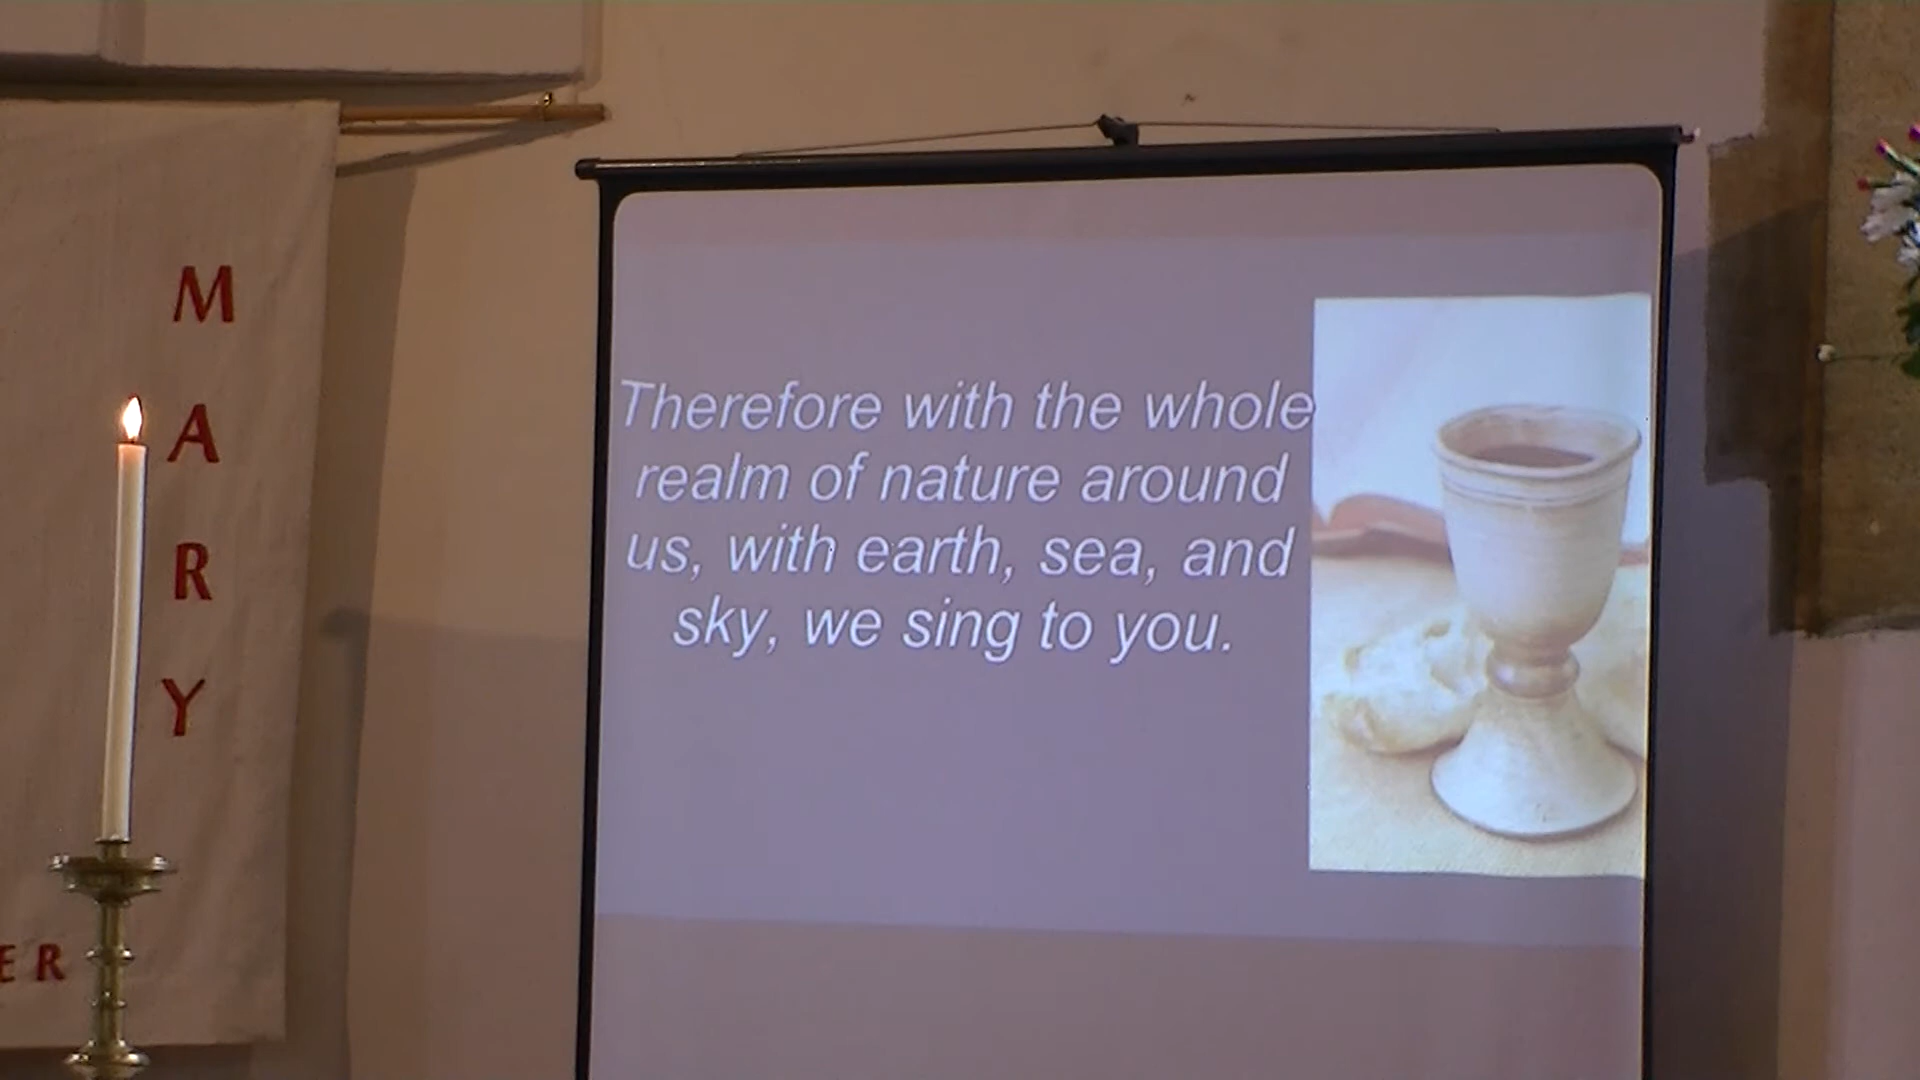 MARY
ER
Therefore with the whole
realm of nature around
us, with earth, sea, and
sky, we sing to you.